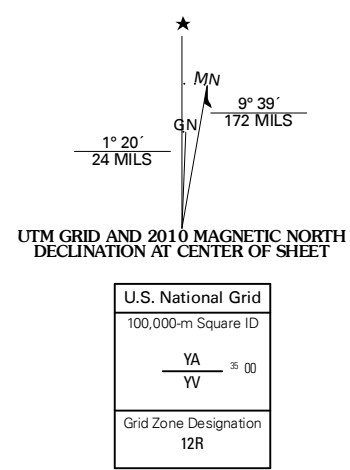 ★
MN
GN
9° 39´
172 MILS
1° 20´
24 MILS
UTM GRID AND 2010 MAGNETIC NORTH
DECLINATION AT CENTER OF SHEET
U.S. National Grid
100,000-m Square ID
YA
35 00
YV
Grid Zone Designation
12R